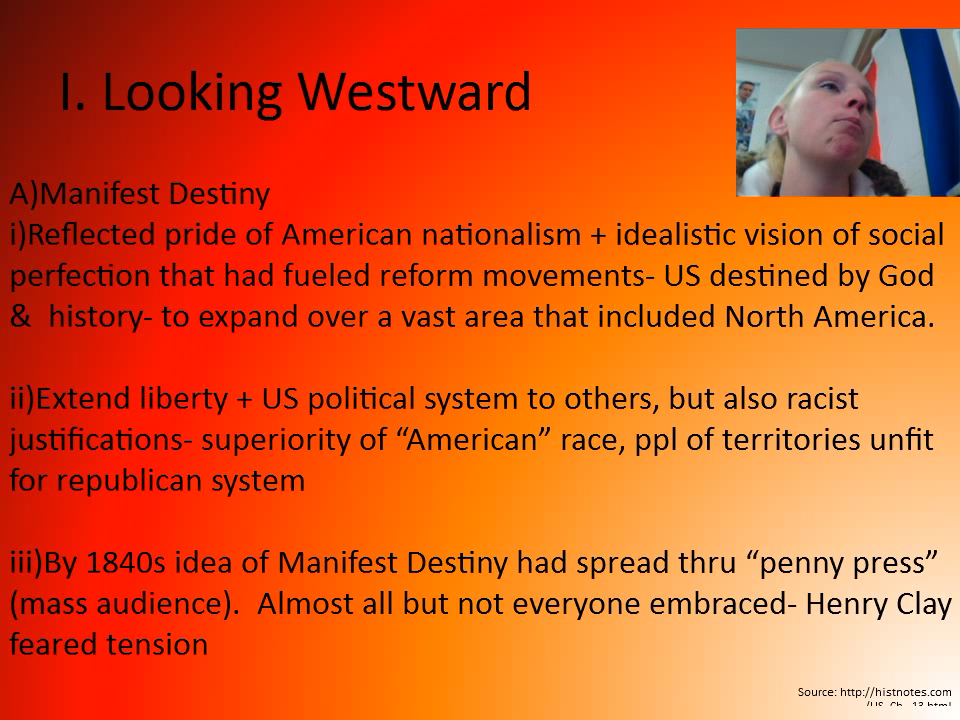 I. Looking Westward
A)Manifest Destiny
i)Reflected pride of American nationalism + idealistic vision of social
perfection that had fueled reform movements- US destined by God
&  history- to expand over a vast area that included North America.
ii)Extend liberty + US political system to others, but also racist
justifications- superiority of “American” race, ppl of territories unfit
for republican system
iii)By 1840s idea of Manifest Destiny had spread thru “penny press”
(mass audience).  Almost all but not everyone embraced- Henry Clay
feared tension
Source: http://histnotes.com
/US_Ch._13.html